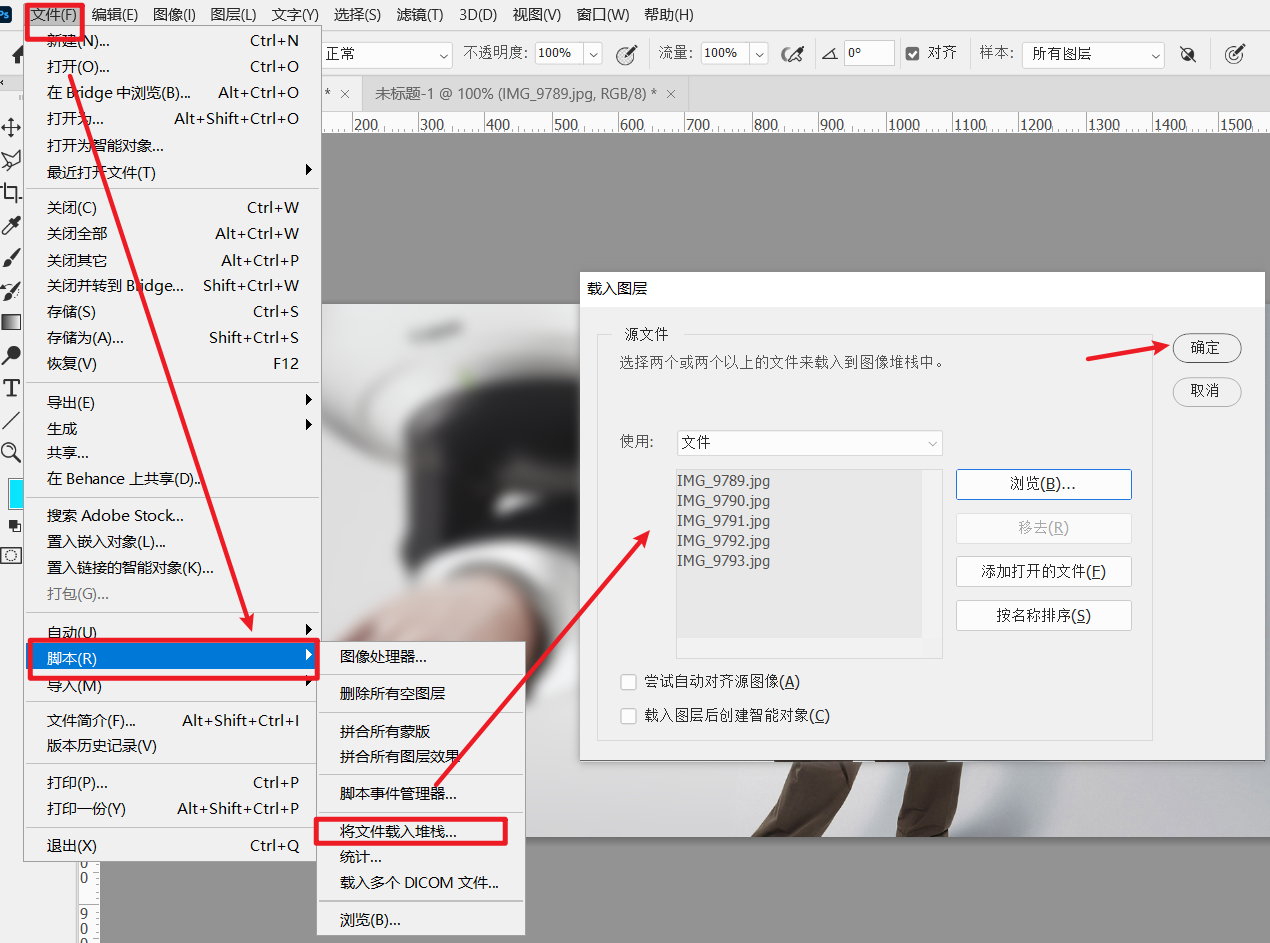 Ps
文件(F) 编辑(E) 图像(I) 图层(L) 文字(Y) 选择(S) 滤镜(T) 3D(D) 视图(V) 窗口(W) 帮助(H)
正常 不透明度: 100% 流量: 100% 0° 对齐 样本: 所有图层
* × 未标题-1 @ 100% (IMG_9789.jpg, RGB/8) * ×
200 300 400 500 600 700 800 900 1000 1100 1200 1300 1400 1500
新建(N)... Ctrl+N
打开(O)... Ctrl+O
在 Bridge 中浏览(B)... Alt+Ctrl+O
打开为... Alt+Shift+Ctrl+O
打开为智能对象...
最近打开文件(T)
关闭(C) Ctrl+W
关闭全部 Alt+Ctrl+W
关闭其它 Alt+Ctrl+P
关闭并转到 Bridge... Shift+Ctrl+W
存储(S) Ctrl+S
存储为(A)... Shift+Ctrl+S
恢复(V) F12
导出(E)
生成
共享...
在 Behance 上共享(D)...
搜索 Adobe Stock...
置入嵌入对象(L)...
置入链接的智能对象(K)...
打包(G)...
自动(U)
脚本(R)
导入(M)
文件简介(F)... Alt+Shift+Ctrl+I
版本历史记录(V)
打印(P)... Ctrl+P
打印一份(Y) Alt+Shift+Ctrl+P
退出(X) Ctrl+Q
图像处理器...
删除所有空图层
拼合所有蒙版
拼合所有图层效果
脚本事件管理器...
将文件载入堆栈...
统计...
载入多个 DICOM 文件...
浏览(B)...
载入图层
源文件
选择两个或两个以上的文件来载入到图像堆栈中。
使用: 文件
IMG_9789.jpg
IMG_9790.jpg
IMG_9791.jpg
IMG_9792.jpg
IMG_9793.jpg
浏览(B)...
移去(R)
添加打开的文件(F)
按名称排序(S)
尝试自动对齐源图像(A)
载入图层后创建智能对象(C)
确定
取消
0
0
9
0
0